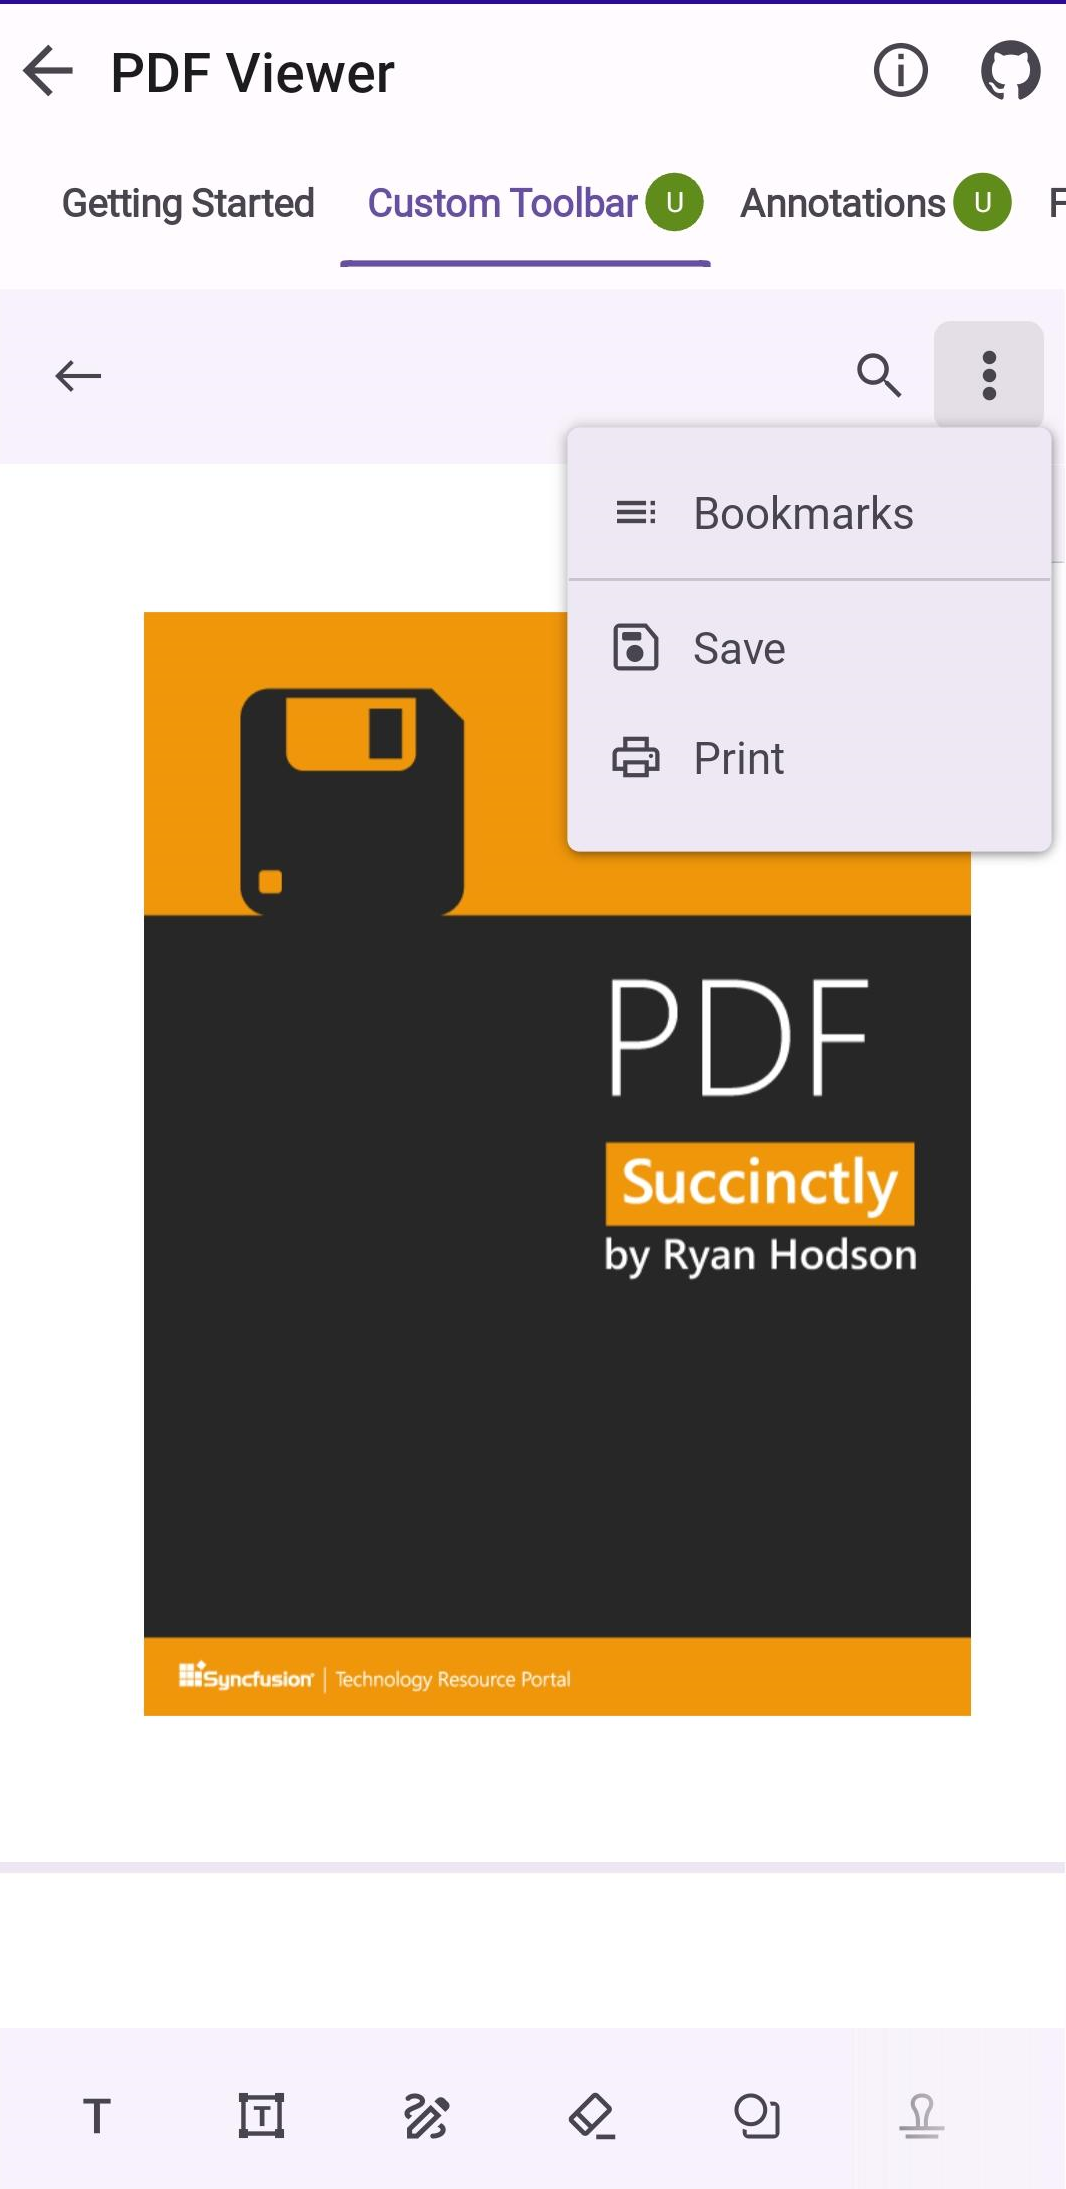 PDF Viewer
Getting Started Custom Toolbar U Annotations U F
Bookmarks
Save
Print
PDF
Succinctly
by Ryan Hodson
Syncfusion | Technology Resource Portal
T T